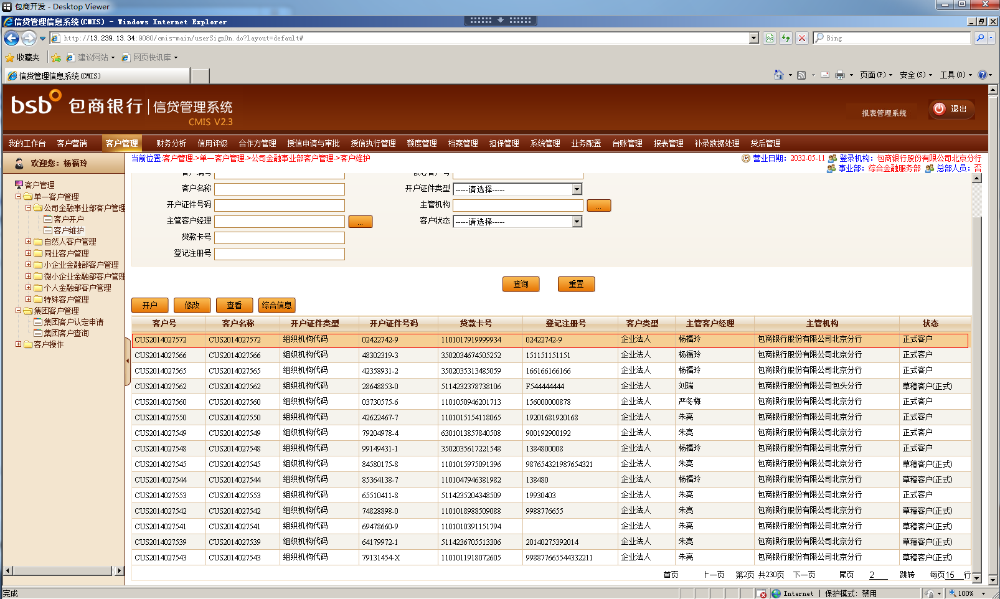 包商开发 - Desktop Viewer
信贷管理信息系统(CMIS) - Windows Internet Explorer
http://13.239.13.34:9080/cmis-main/userSignOn.do?layout=default#
Bing
收藏夹 建议网站 网页快讯库
信贷管理信息系统(CMIS)
页面(P) 安全(S) 工具(O)
bsb 包商银行 信贷管理系统
CMIS V2.3
报表管理系统 退出
我的工作台 客户营销 客户管理 财务分析 信用评级 合作方管理 授信申请与审批 授信执行管理 额度管理 档案管理 担保管理 系统管理 业务配置 台账管理 报表管理 补录数据处理 贷后管理
欢迎您：杨福玲
当前位置:客户管理->单一客户管理->公司金融事业部客户管理->客户维护
营业日期：2032-05-11 登录机构：包商银行股份有限公司北京分行
事业部：综合金融服务部 总部人员：否
客户管理
单一客户管理
公司金融事业部客户管理
客户开户
客户维护
自然人客户管理
同业客户管理
小企业金融部客户管理
微小企业金融部客户管理
个人金融部客户管理
特殊客户管理
集团客户管理
集团客户认定申请
集团客户查询
客户操作
客户名称 开户证件类型 -----请选择-----
开户证件号码 主管机构 ...
主管客户经理 ... 客户状态 -----请选择-----
贷款卡号
登记注册号
查询 重置
开户 修改 查看 综合信息
客户号 客户名称 开户证件类型 开户证件号码 贷款卡号 登记注册号 客户类型 主管客户经理 主管机构 状态
CUS2014027572 CUS2014027572 组织机构代码 02422742-9 1101017919999934 02422742-9 企业法人 杨福玲 包商银行股份有限公司北京分行 正式客户
CUS2014027566 CUS2014027566 组织机构代码 48302319-3 3502034674505252 151151151151 企业法人 杨福玲 包商银行股份有限公司北京分行 正式客户
CUS2014027565 CUS2014027565 组织机构代码 42358931-2 3502035313485059 166166166166 企业法人 杨福玲 包商银行股份有限公司北京分行 正式客户
CUS2014027562 CUS2014027562 组织机构代码 28648853-0 5114232378738106 F544444444 企业法人 刘瑞 包商银行股份有限公司包头分行 草稿客户(正式)
CUS2014027560 CUS2014027560 组织机构代码 03730575-6 1101050946201713 156000000878 企业法人 严冬梅 包商银行股份有限公司北京分行 正式客户
CUS2014027550 CUS2014027550 组织机构代码 42622467-7 1101015154118065 19201681920168 企业法人 朱亮 包商银行股份有限公司北京分行 正式客户
CUS2014027549 CUS2014027549 组织机构代码 79204978-4 6301013857840508 900192900192 企业法人 朱亮 包商银行股份有限公司北京分行 正式客户
CUS2014027548 CUS2014027548 组织机构代码 99149431-1 3502035617221548 1384800008 企业法人 杨福玲 包商银行股份有限公司北京分行 正式客户
CUS2014027545 CUS2014027545 组织机构代码 84580175-8 1101015975091396 987654321987654321 企业法人 朱亮 包商银行股份有限公司北京分行 草稿客户(正式)
CUS2014027544 CUS2014027544 组织机构代码 85364138-7 1101047946381982 138480 企业法人 杨福玲 包商银行股份有限公司北京分行 草稿客户(正式)
CUS2014027553 CUS2014027553 组织机构代码 65510411-8 5114235204348509 19930403 企业法人 朱亮 包商银行股份有限公司北京分行 正式客户
CUS2014027542 CUS2014027542 组织机构代码 74828898-0 1101018988509088 9988776655 企业法人 朱亮 包商银行股份有限公司北京分行 草稿客户(正式)
CUS2014027541 CUS2014027541 组织机构代码 69478660-9 1101010391151794 企业法人 朱亮 包商银行股份有限公司北京分行 草稿客户(正式)
CUS2014027539 CUS2014027539 组织机构代码 64179972-1 5114236705513306 20140275392014 企业法人 朱亮 包商银行股份有限公司北京分行 草稿客户(正式)
CUS2014027543 CUS2014027543 组织机构代码 79131454-X 1101011918072605 998877665544332211 企业法人 朱亮 包商银行股份有限公司北京分行 草稿客户(正式)
首页 上一页 第2页 共230页 下一页 尾页 2 跳转 每页15 行
完成 Internet | 保护模式: 禁用 100%